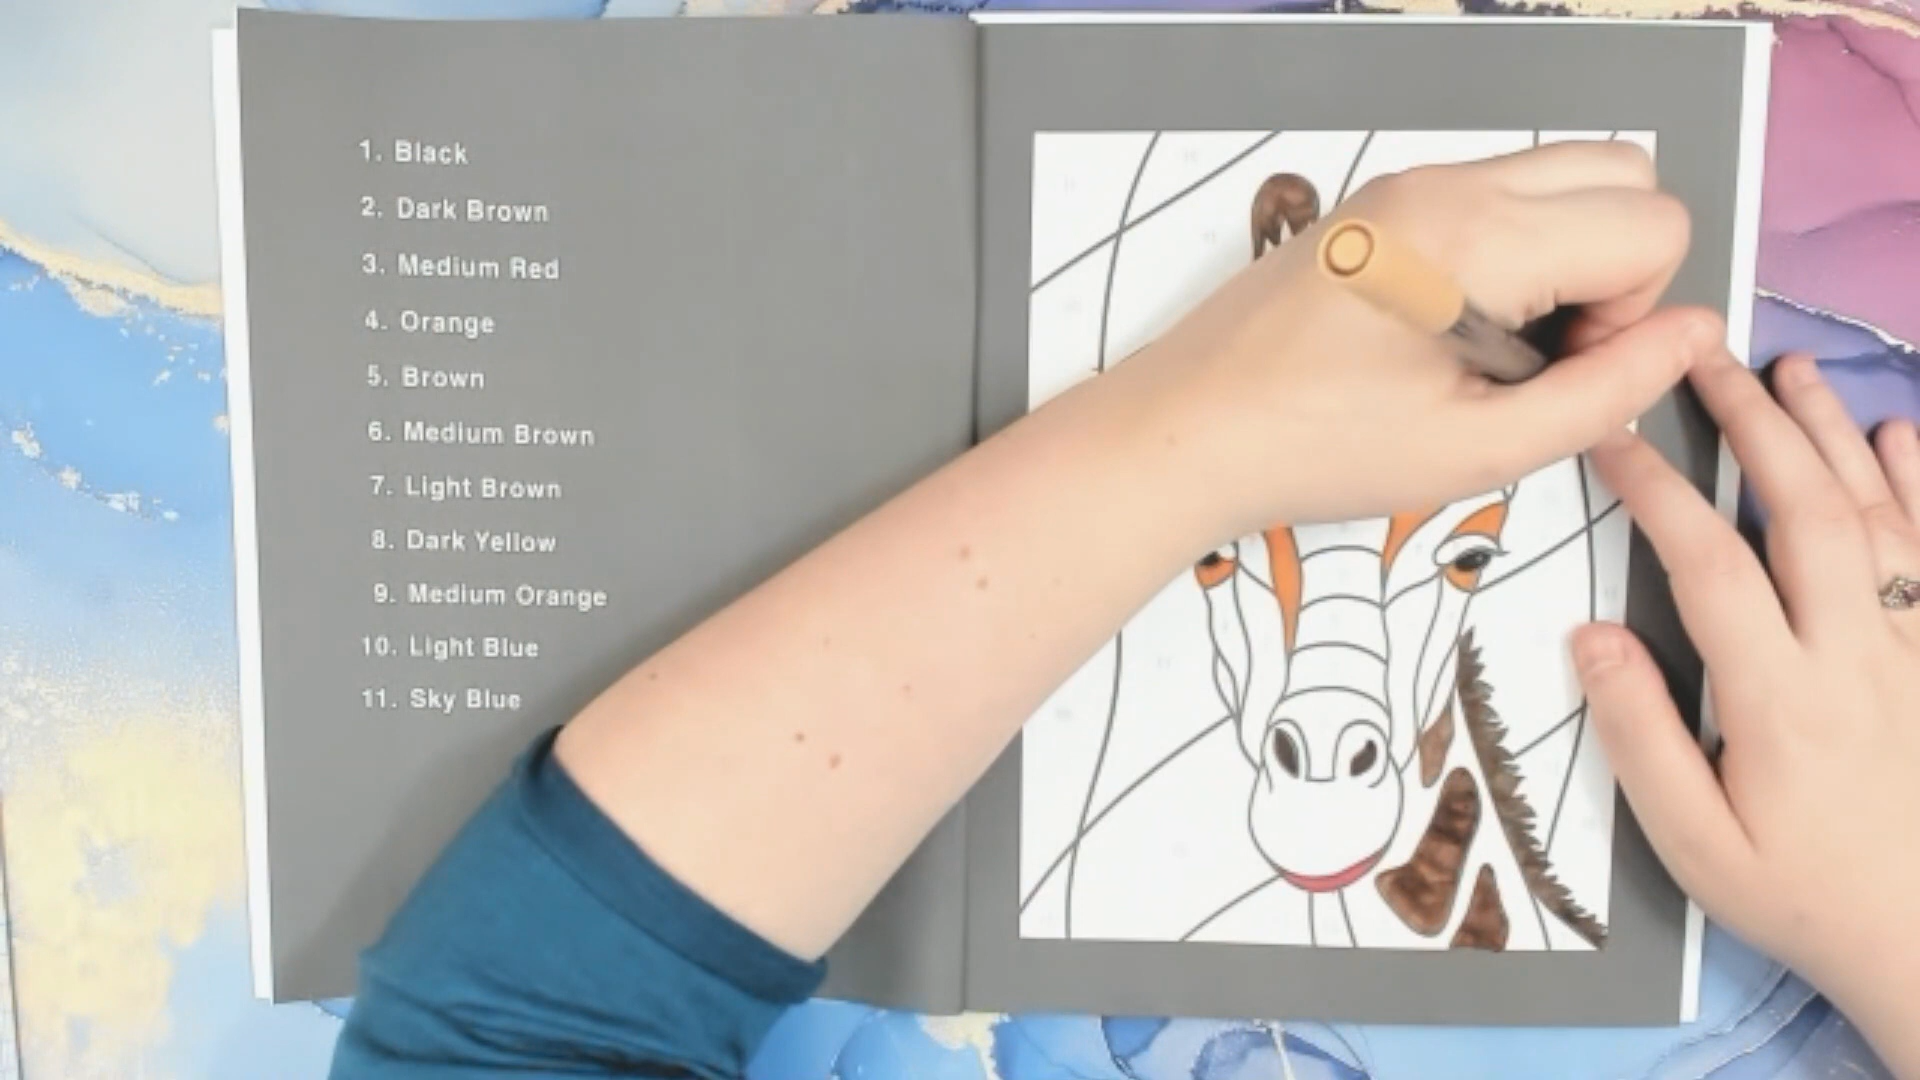 1. Black
2. Dark Brown
3. Medium Red
4. Orange
5. Brown
6. Medium Brown
7. Light Brown
8. Dark Yellow
9. Medium Orange
10. Light Blue
11. Sky Blue